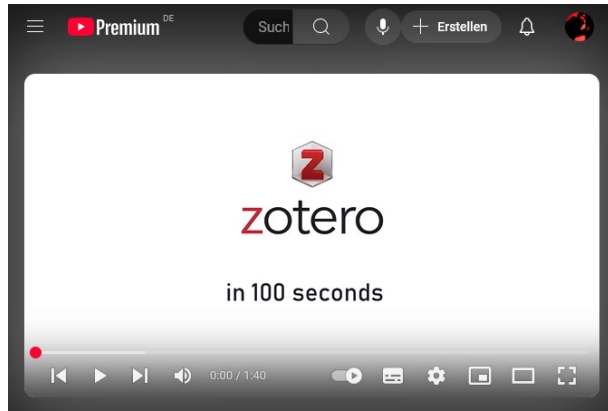 Premium DE
Such
Erstellen
Z
zotero
in 100 seconds
0:00 / 1:40